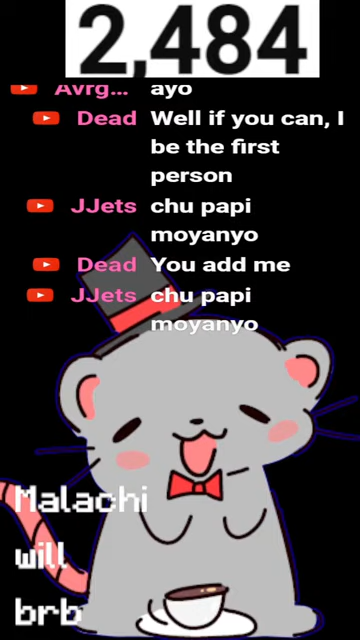 2,484
Avrg... ayo
Dead Well if you can, I
be the first
person
JJets chu papi
moyanyo
Dead You add me
JJets chu papi
moyanyo
Malachi
will
brb